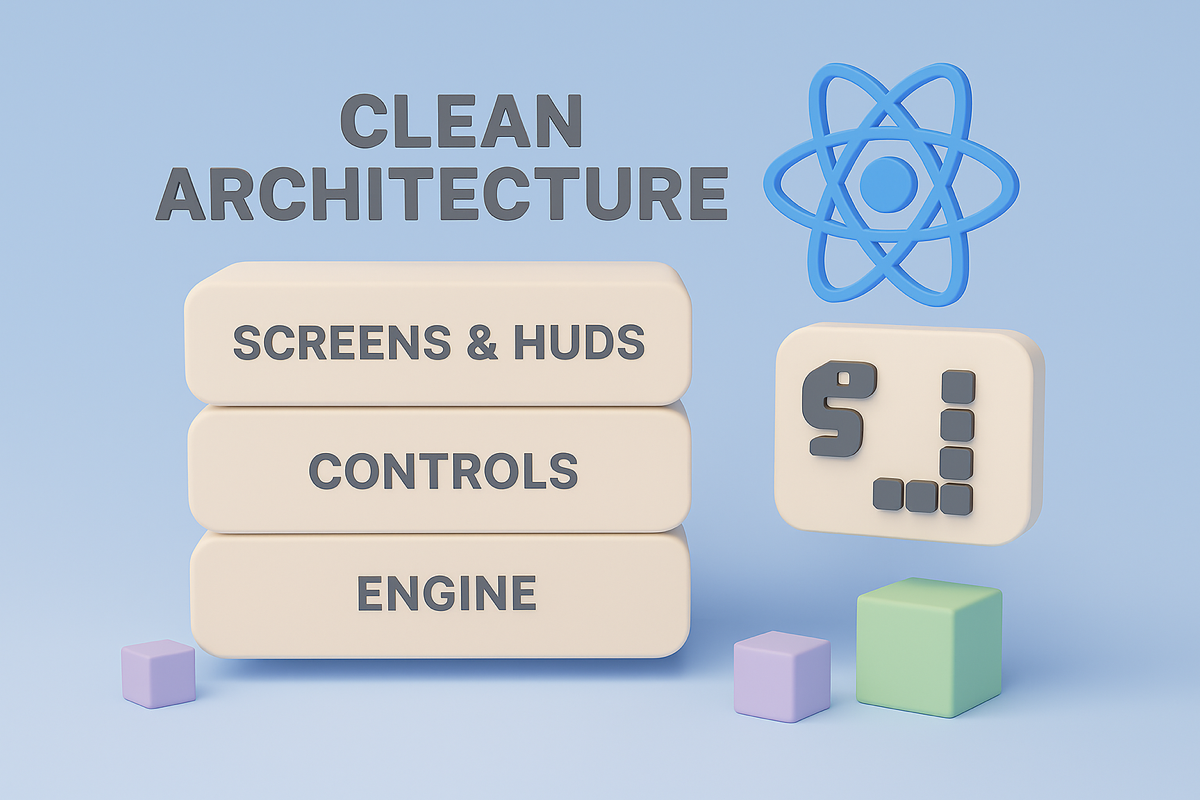 CLEAN
ARCHITECTURE
SCREENS & HUDS
CONTROLS
ENGINE